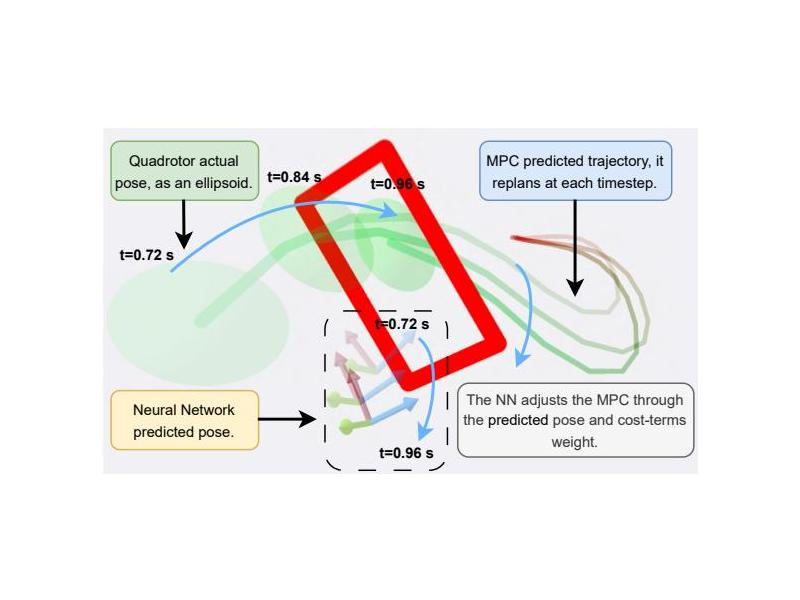 Quadrotor actual
pose, as an ellipsoid.
t=0.84 s
t=0.96 s
MPC predicted trajectory, it
replans at each timestep.
t=0.72 s
t=0.72 s
Neural Network
predicted pose.
t=0.96 s
The NN adjusts the MPC through
the predicted pose and cost-terms
weight.